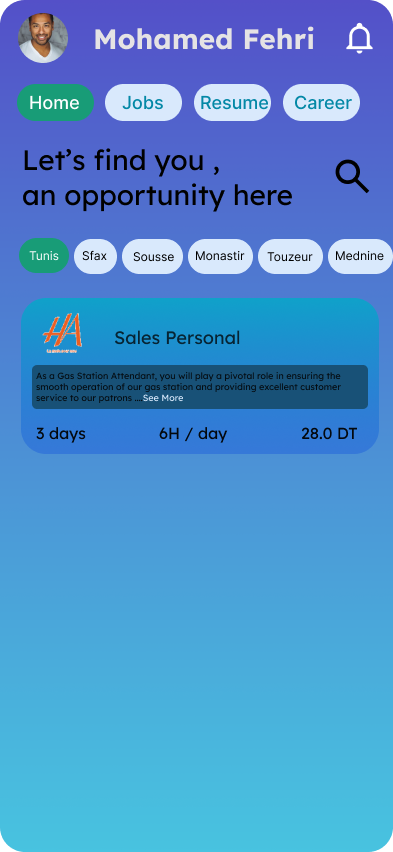 Mohamed Fehri
Home Jobs Resume Career
Let’s find you ,
an opportunity here
Tunis Sfax Sousse Monastir Touzeur Mednine
HA
Sales Personal
As a Gas Station Attendant, you will play a pivotal role in ensuring the
smooth operation of our gas station and providing excellent customer
service to our patrons ... See More
3 days 6H / day 28.0 DT